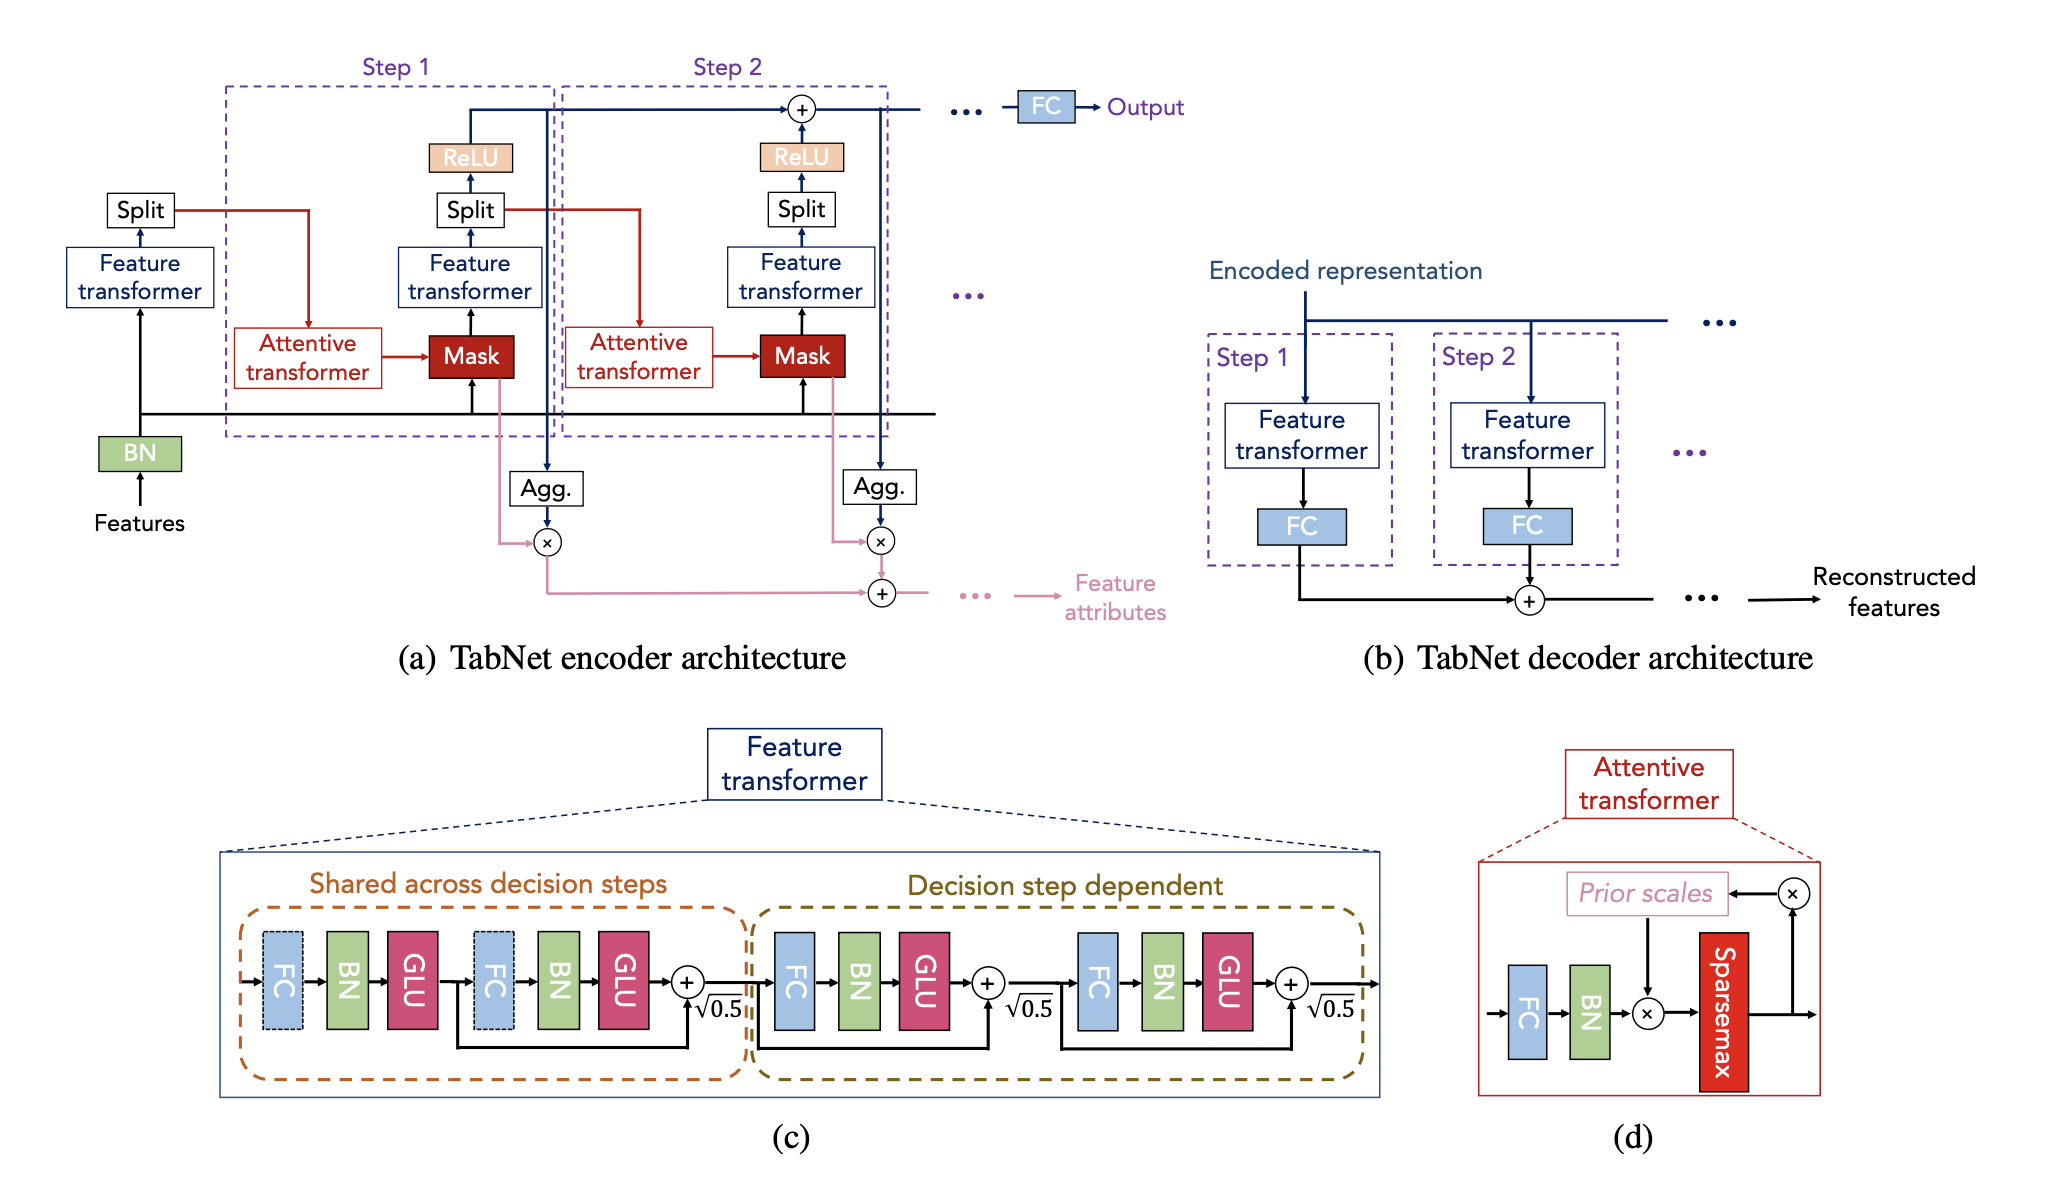 Step 1
Step 2
FC
Output
ReLU
ReLU
Split
Split
Split
Feature
transformer
Feature
transformer
Feature
transformer
Attentive
transformer
Mask
Attentive
transformer
Mask
BN
Features
Agg.
Agg.
Feature
attributes
(a) TabNet encoder architecture
Encoded representation
Step 1
Step 2
Feature
transformer
Feature
transformer
FC
FC
Reconstructed
features
(b) TabNet decoder architecture
Feature
transformer
Shared across decision steps
Decision step dependent
FC
BN
GLU
FC
BN
GLU
+
√0.5
FC
BN
GLU
+
√0.5
FC
BN
GLU
+
√0.5
(c)
Attentive
transformer
Prior scales
FC
BN
Sparsemax
(d)